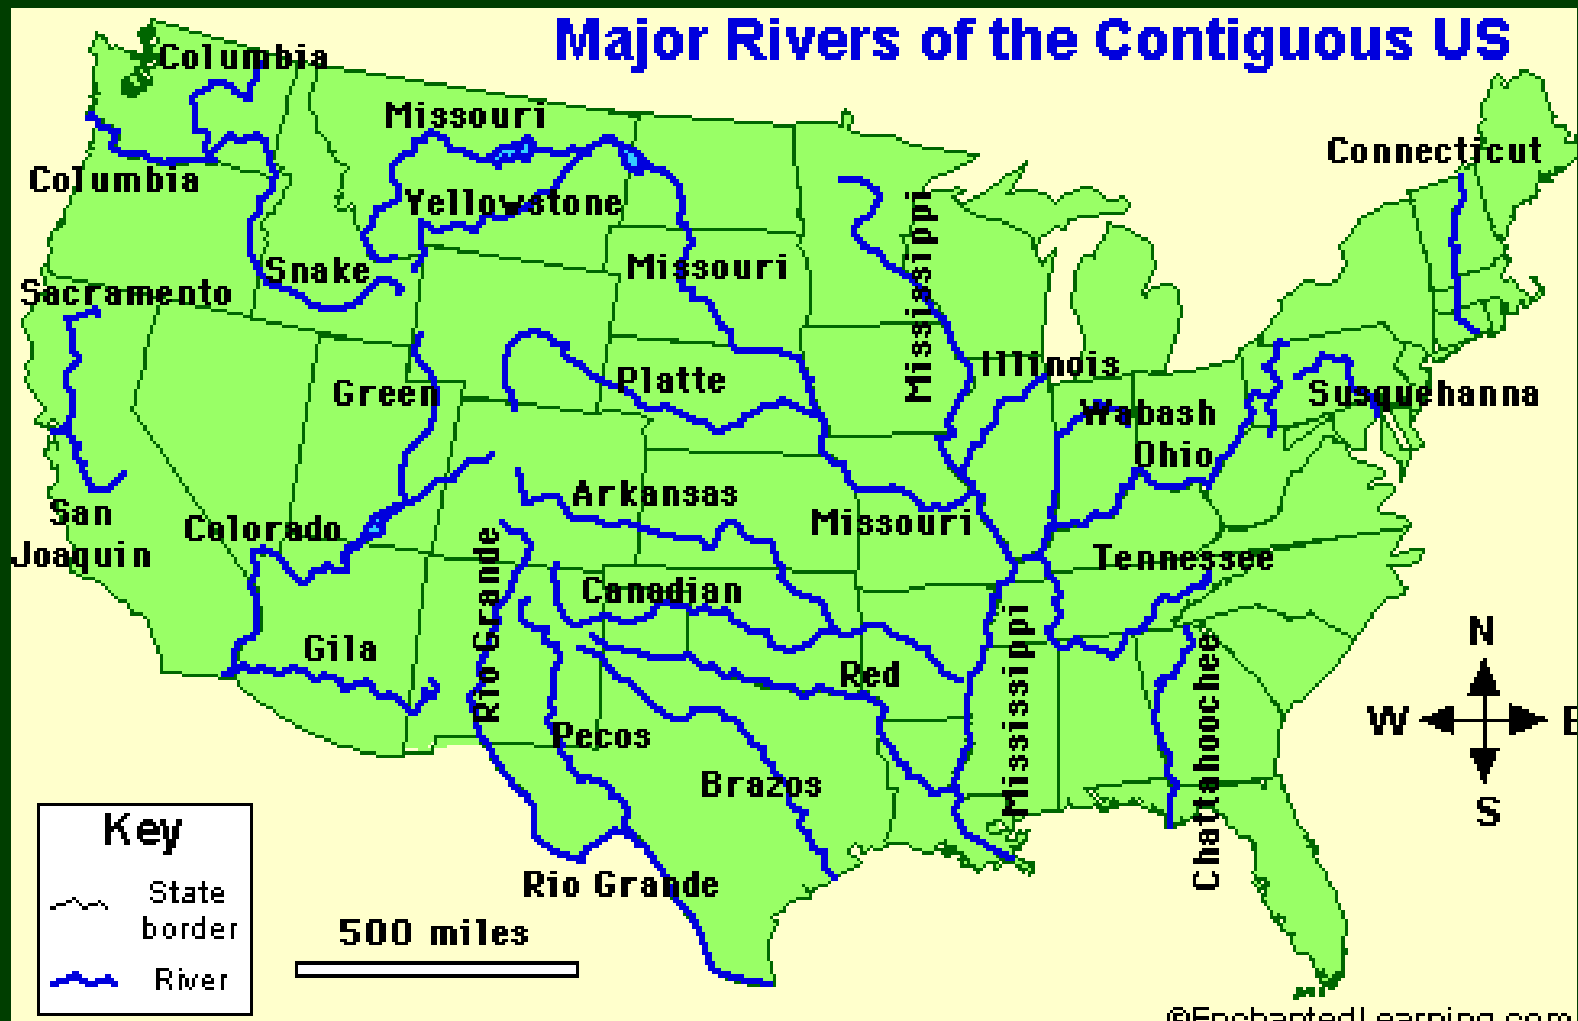 Major Rivers of the Contiguous US
Columbia
Missouri
Connecticut
Columbia
Yellowstone
Mississippi
Snake
Missouri
Sacramento
Illinois
Green
Platte
Susquehanna
Wabash
Ohio
Arkansas
San
Joaquin
Colorado
Missouri
Rio Grande
Tennessee
Canadian
Mississippi
Gila
Red
Chattahoochee
Pecos
Brazos
Rio Grande
N
W
E
S
Key
State
border
River
500 miles
©EnchantedLearning.com